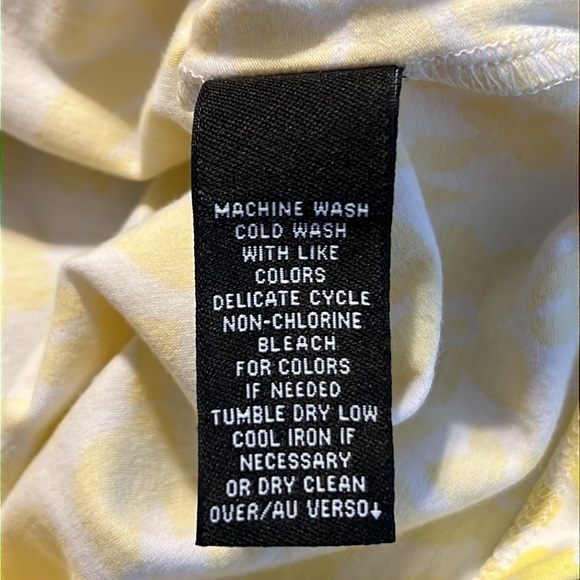 MACHINE WASH
COLD WASH
WITH LIKE
COLORS
DELICATE CYCLE
NON-CHLORINE
BLEACH
FOR COLORS
IF NEEDED
TUMBLE DRY LOW
COOL IRON IF
NECESSARY
OR DRY CLEAN
OVER/AU VERSO↓